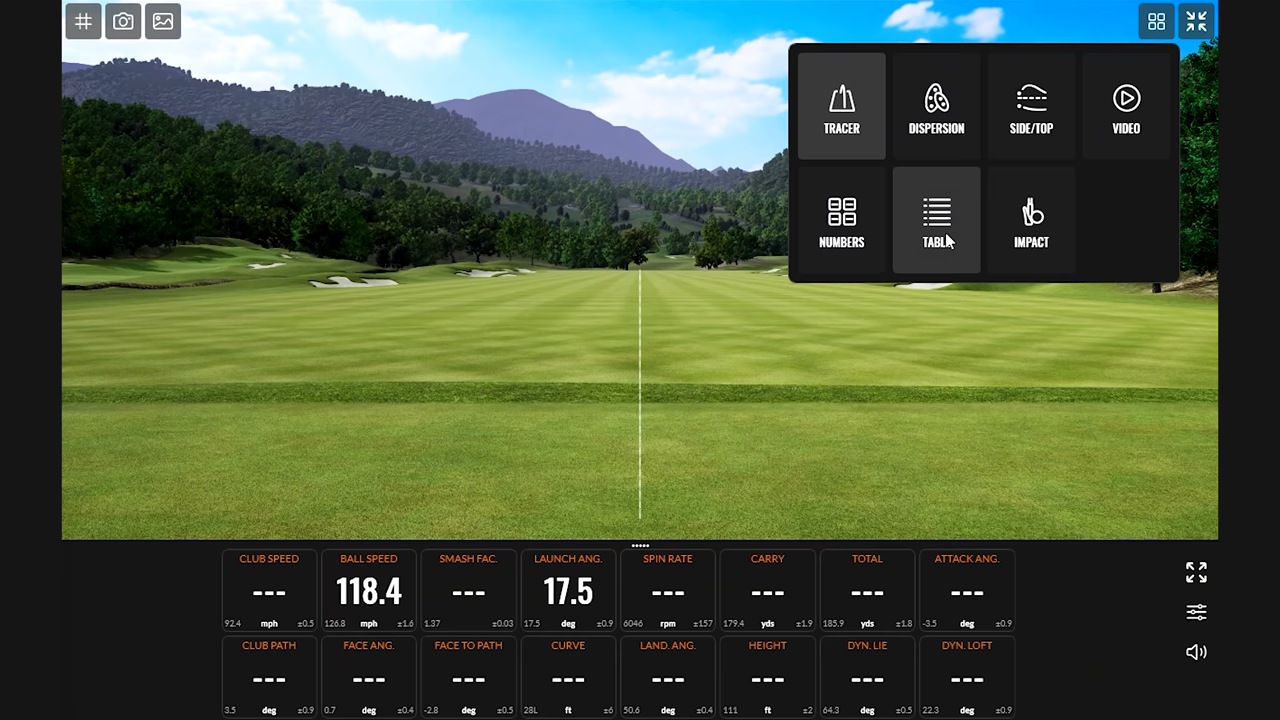 TRACER DISPERSION SIDE/TOP VIDEO
NUMBERS TABLE IMPACT
CLUB SPEED BALL SPEED SMASH FAC. LAUNCH ANG. SPIN RATE CARRY TOTAL ATTACK ANG.
--- 118.4 --- 17.5 --- --- --- ---
92.4 mph ±0.5 126.8 mph ±1.6 1.37 ±0.03 17.5 deg ±0.9 6046 rpm ±157 179.4 yds ±1.9 185.9 yds ±1.8 -3.5 deg ±0.9
CLUB PATH FACE ANG. FACE TO PATH CURVE LAND. ANG. HEIGHT DYN. LIE DYN. LOFT
--- --- --- --- --- --- --- ---
3.5 deg ±0.9 0.7 deg ±0.4 -2.8 deg ±0.5 28L ft ±6 50.6 deg ±0.4 111 ft ±2 64.3 deg ±0.5 22.3 deg ±0.9